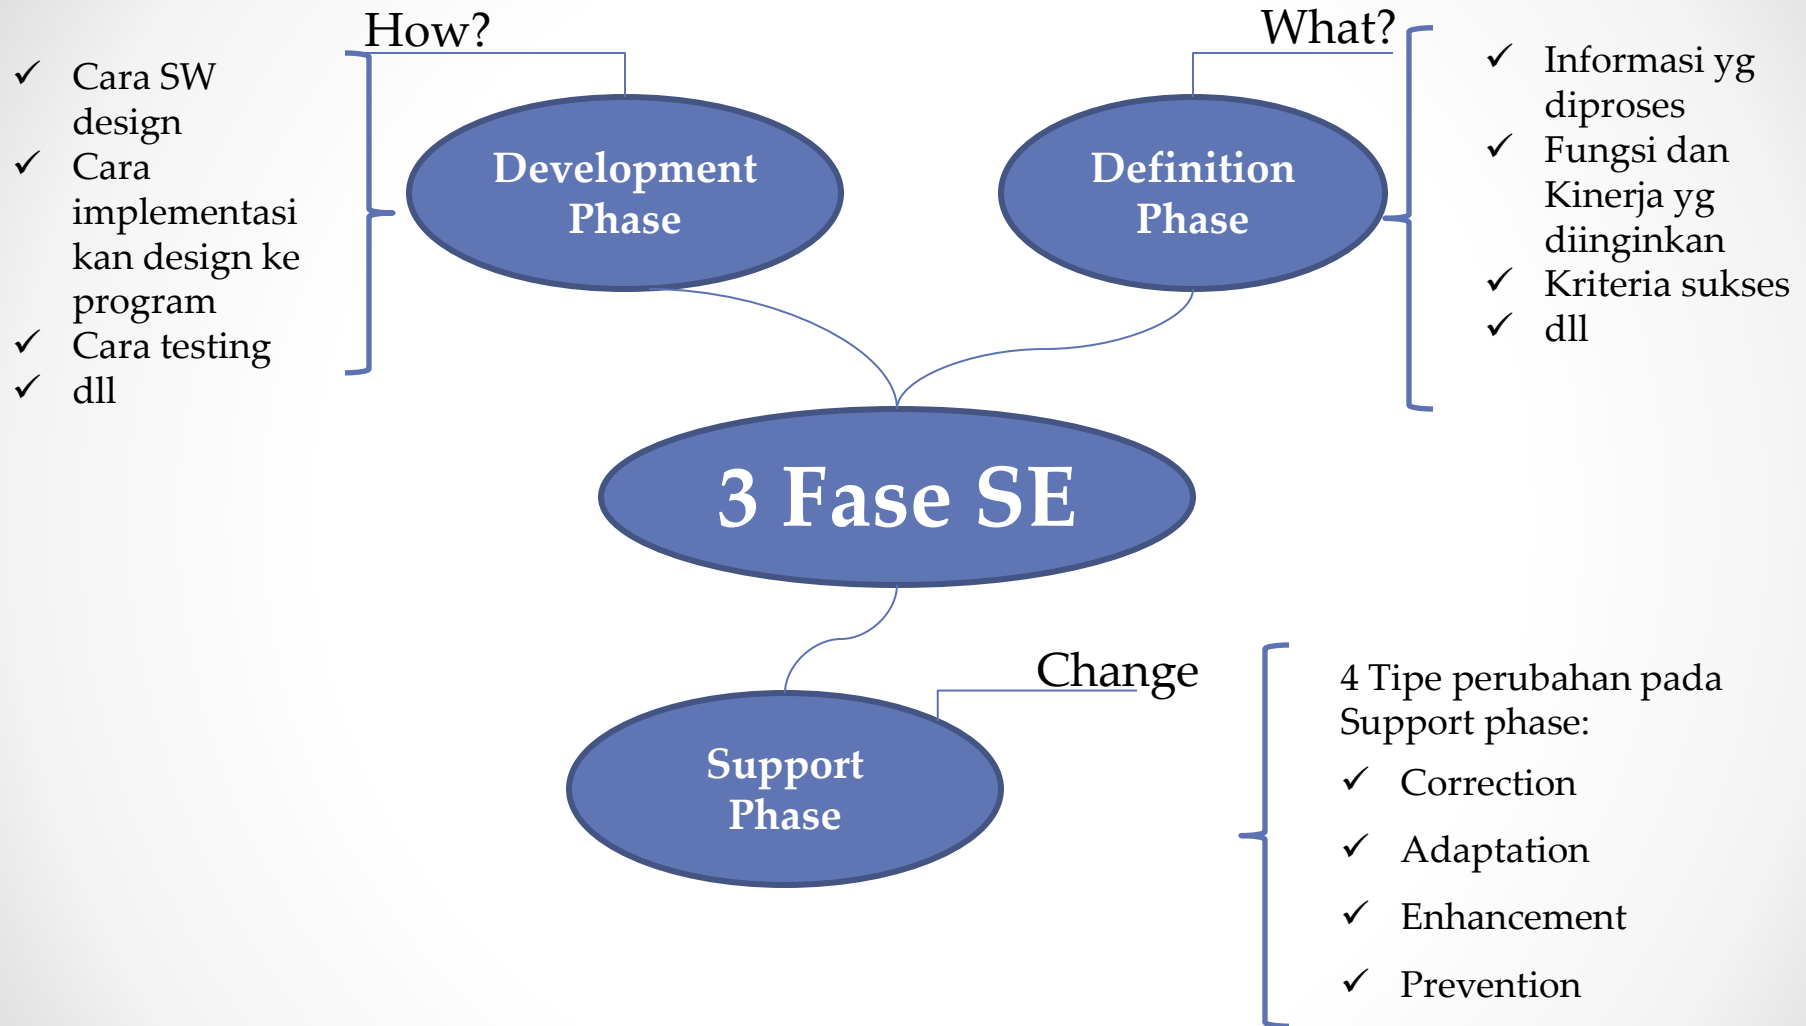 How?
✓ Cara SW
design
✓ Cara
implementasi
kan design ke
program
✓ Cara testing
✓ dll
Development
Phase
What?
Definition
Phase
✓ Informasi yg
diproses
✓ Fungsi dan
Kinerja yg
diinginkan
✓ Kriteria sukses
✓ dll
3 Fase SE
Support
Phase
Change
4 Tipe perubahan pada
Support phase:
✓ Correction
✓ Adaptation
✓ Enhancement
✓ Prevention